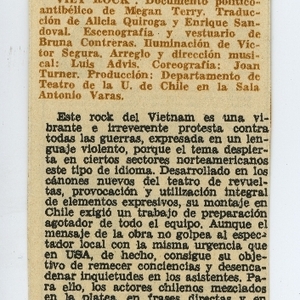 "VIET ROCK". Documento político-
antibélico de Megan Terry. Traduc-
ción de Alicia Quiroga y Enrique San-
doval. Escenografía y vestuario de
Bruna Contreras. Iluminación de Víc-
tor Segura. Arreglo y dirección musi-
cal: Luis Advis. Coreografía: Joan
Turner. Producción: Departamento de
Teatro de la U. de Chile en la Sala
Antonio Varas.
Este rock del Vietnam es una vi-
brante e irreverente protesta contra
todas las guerras, expresada en un len-
guaje violento, porque el tema despier-
ta en ciertos sectores norteamericanos
este tipo de idioma. Desarrollado en los
cánones nuevos del teatro de revuel-
tas, provocación y utilización integral
de elementos expresivos, su montaje en
Chile exigió un trabajo de preparación
agotador de todo el equipo. Aunque el
mensaje de la obra no golpea al espec-
tador local con la misma urgencia que
en USA, de hecho, consigue su obje-
tivo de remecer conciencias y desenca-
denar inquietudes en los asistentes. Pa-
ra ello, los actores chilenos mezclados
en la platea, en frases directas y en